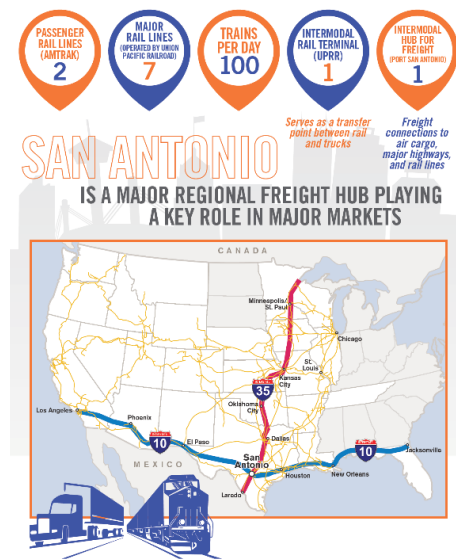 PASSENGER
RAIL LINES
(AMTRAK)
2
MAJOR
RAIL LINES
(OPERATED BY UNION
PACIFIC RAILROAD)
7
TRAINS
PER DAY
100
INTERMODAL
RAIL TERMINAL
(UPRR)
1
INTERMODAL
HUB FOR
FREIGHT
(PORT SAN ANTONIO)
1
Serves as a transfer
point between rail
and trucks
Freight
connections to
air cargo,
major highways,
and rail lines
SAN ANTONIO
IS A MAJOR REGIONAL FREIGHT HUB PLAYING
A KEY ROLE IN MAJOR MARKETS
CANADA
Minneapolis/
St. Paul
Chicago
St.
Louis
Kansas
City
35
Oklahoma
City
Los Angeles
Phoenix
10
El Paso
Dallas
MEXICO
San
Antonio
Houston
New Orleans
10
Jacksonville
Laredo